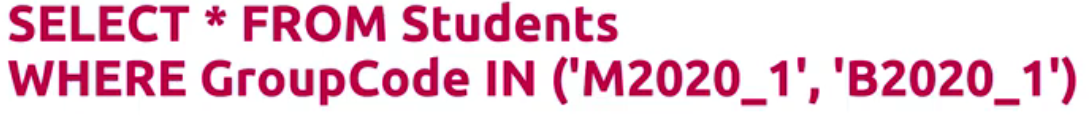 SELECT * FROM Students
WHERE GroupCode IN ('M2020_1', 'B2020_1')